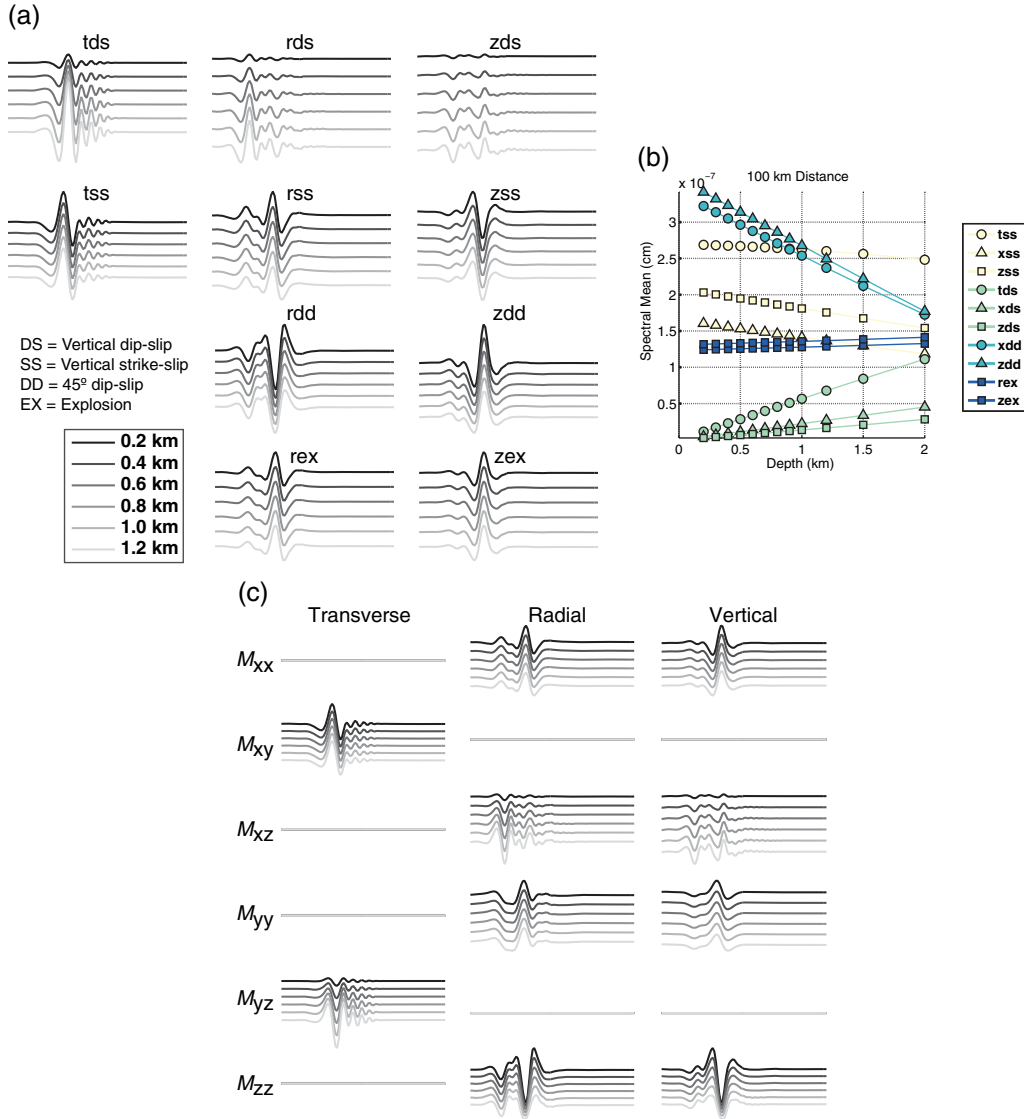 (a)
tds
rds
zds
tss
rss
zss
rdd
zdd
DS = Vertical dip-slip
SS = Vertical strike-slip
DD = 45º dip-slip
EX = Explosion
rex
zex
0.2 km
0.4 km
0.6 km
0.8 km
1.0 km
1.2 km
(b)
x 10⁻⁷
100 km Distance
Spectral Mean (cm)
3
2.5
2
1.5
1
0.5
0
0.5
1
1.5
2
Depth (km)
tss
xss
zss
tds
xds
zds
xdd
zdd
rex
zex
(c)
Transverse
Radial
Vertical
Mxx
Mxy
Mxz
Myy
Myz
Mzz